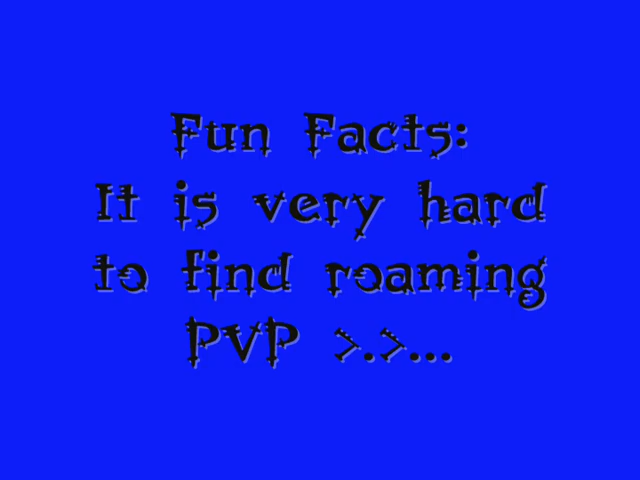 Fun Facts:
It is very hard
to find roaming
PVP >.>...